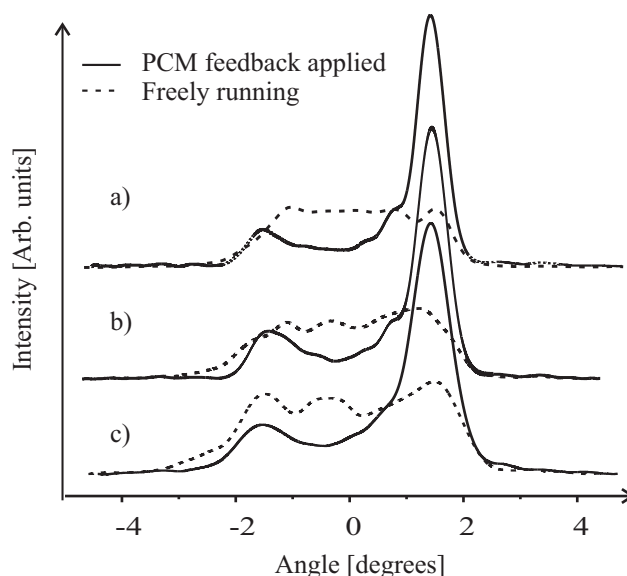 PCM feedback applied
Freely running
Intensity [Arb. units]
a)
b)
c)
-4 -2 0 2 4
Angle [degrees]